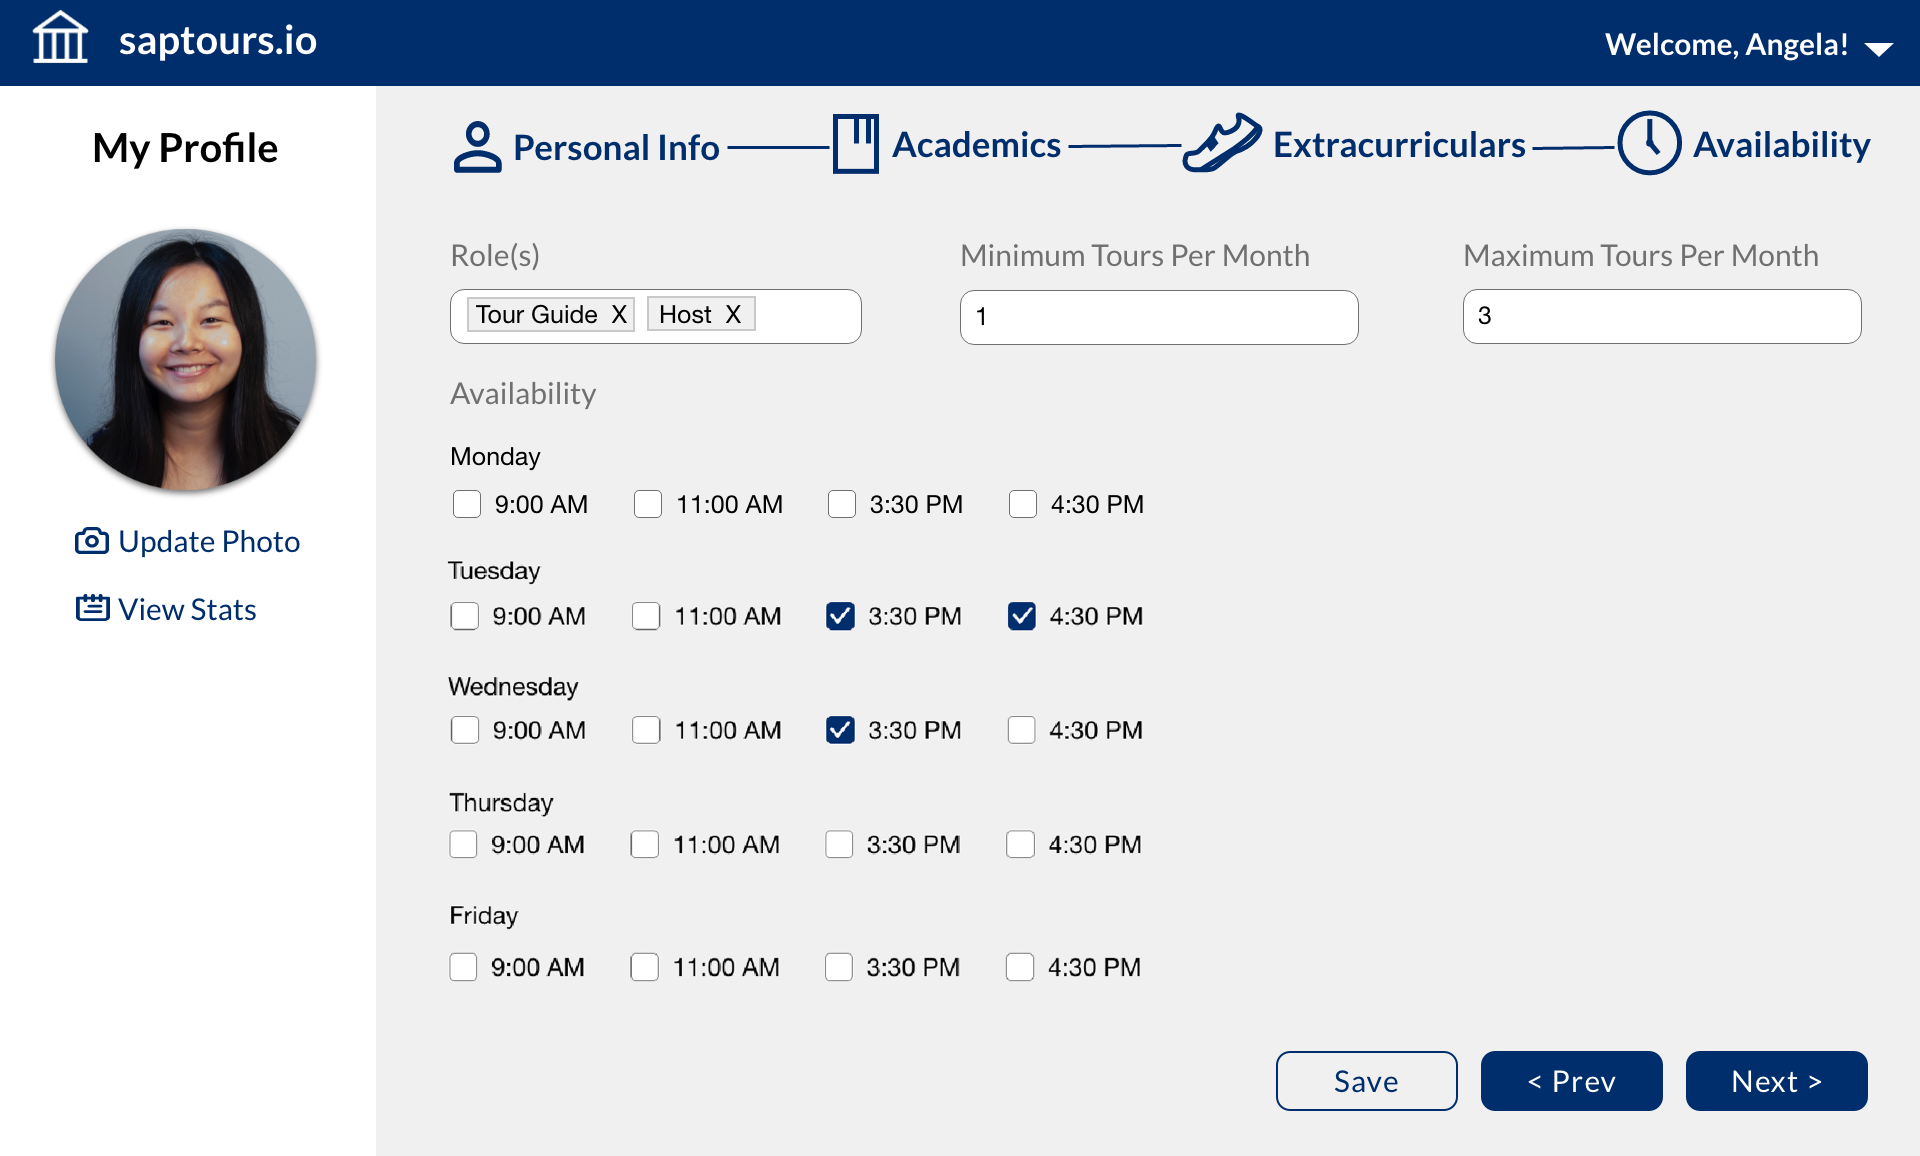 saptours.io
Welcome, Angela!
My Profile
Update Photo
View Stats
Personal Info
Academics
Extracurriculars
Availability
Role(s)
Minimum Tours Per Month
Maximum Tours Per Month
Tour Guide X Host X
1
3
Availability
Monday
9:00 AM 11:00 AM 3:30 PM 4:30 PM
Tuesday
9:00 AM 11:00 AM 3:30 PM 4:30 PM
Wednesday
9:00 AM 11:00 AM 3:30 PM 4:30 PM
Thursday
9:00 AM 11:00 AM 3:30 PM 4:30 PM
Friday
9:00 AM 11:00 AM 3:30 PM 4:30 PM
Save
< Prev
Next >